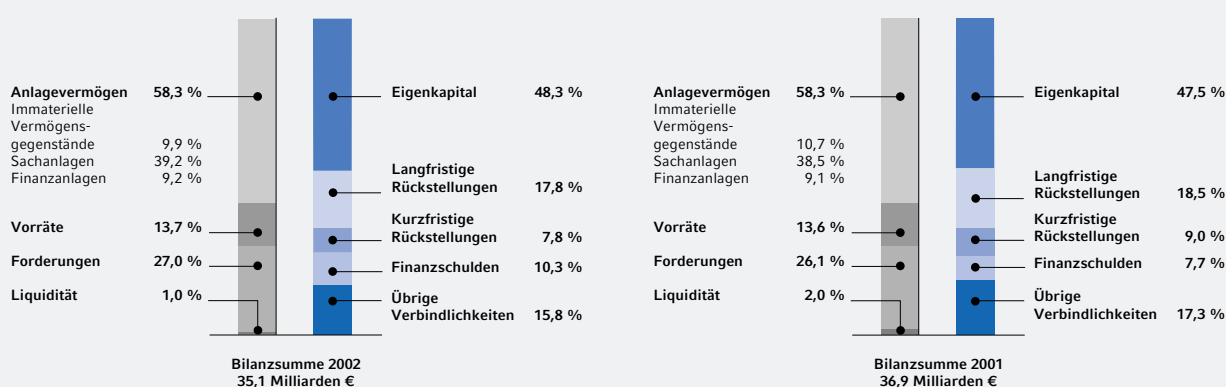 Anlagevermögen 58,3 %
Immaterielle
Vermögens-
gegenstände 9,9 %
Sachanlagen 39,2 %
Finanzanlagen 9,2 %
Vorräte 13,7 %
Forderungen 27,0 %
Liquidität 1,0 %
Eigenkapital 48,3 %
Langfristige
Rückstellungen 17,8 %
Kurzfristige
Rückstellungen 7,8 %
Finanzschulden 10,3 %
Übrige
Verbindlichkeiten 15,8 %
Bilanzsumme 2002
35,1 Milliarden €
Anlagevermögen 58,3 %
Immaterielle
Vermögens-
gegenstände 10,7 %
Sachanlagen 38,5 %
Finanzanlagen 9,1 %
Vorräte 13,6 %
Forderungen 26,1 %
Liquidität 2,0 %
Eigenkapital 47,5 %
Langfristige
Rückstellungen 18,5 %
Kurzfristige
Rückstellungen 9,0 %
Finanzschulden 7,7 %
Übrige
Verbindlichkeiten 17,3 %
Bilanzsumme 2001
36,9 Milliarden €